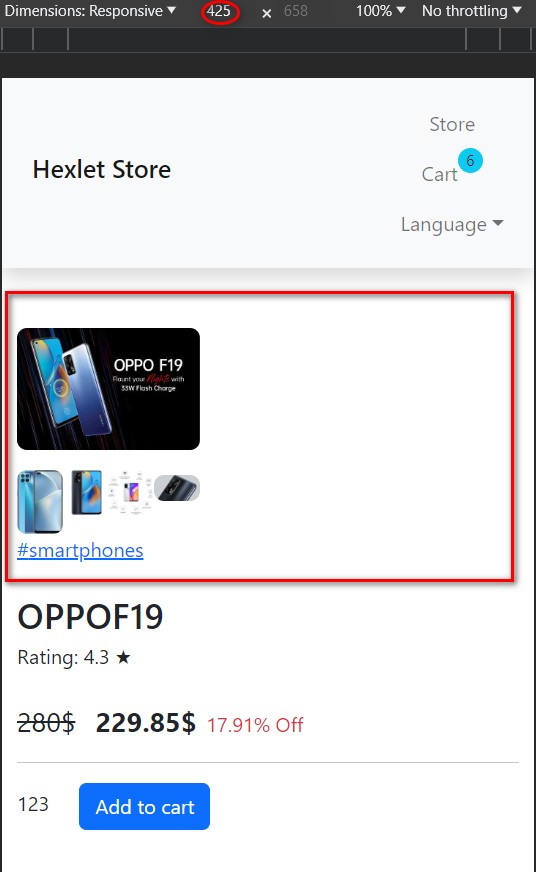 Dimensions: Responsive 425 × 658 100% No throttling
Store
Hexlet Store
Cart 6
Language
OPPO F19
Flaunt your Nights with
33W Flash Charge
#smartphones
OPPOF19
Rating: 4.3 ★
280$ 229.85$ 17.91% Off
123 Add to cart